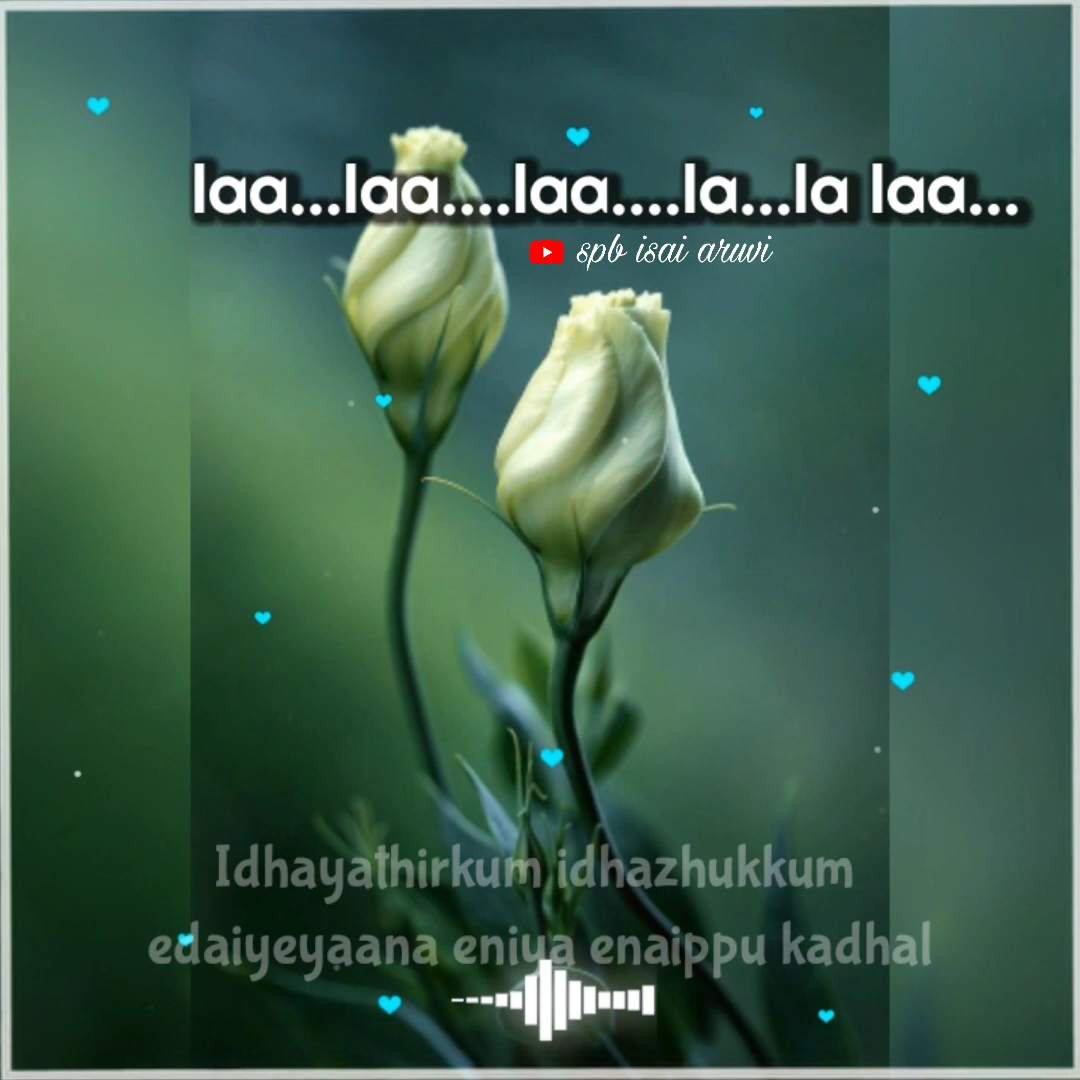 laa...laa....laa....la...la laa...
spb isai aruvi
Idhayathirkum idhazhukkum
edaiyeyaana eniya enaippu kadhal